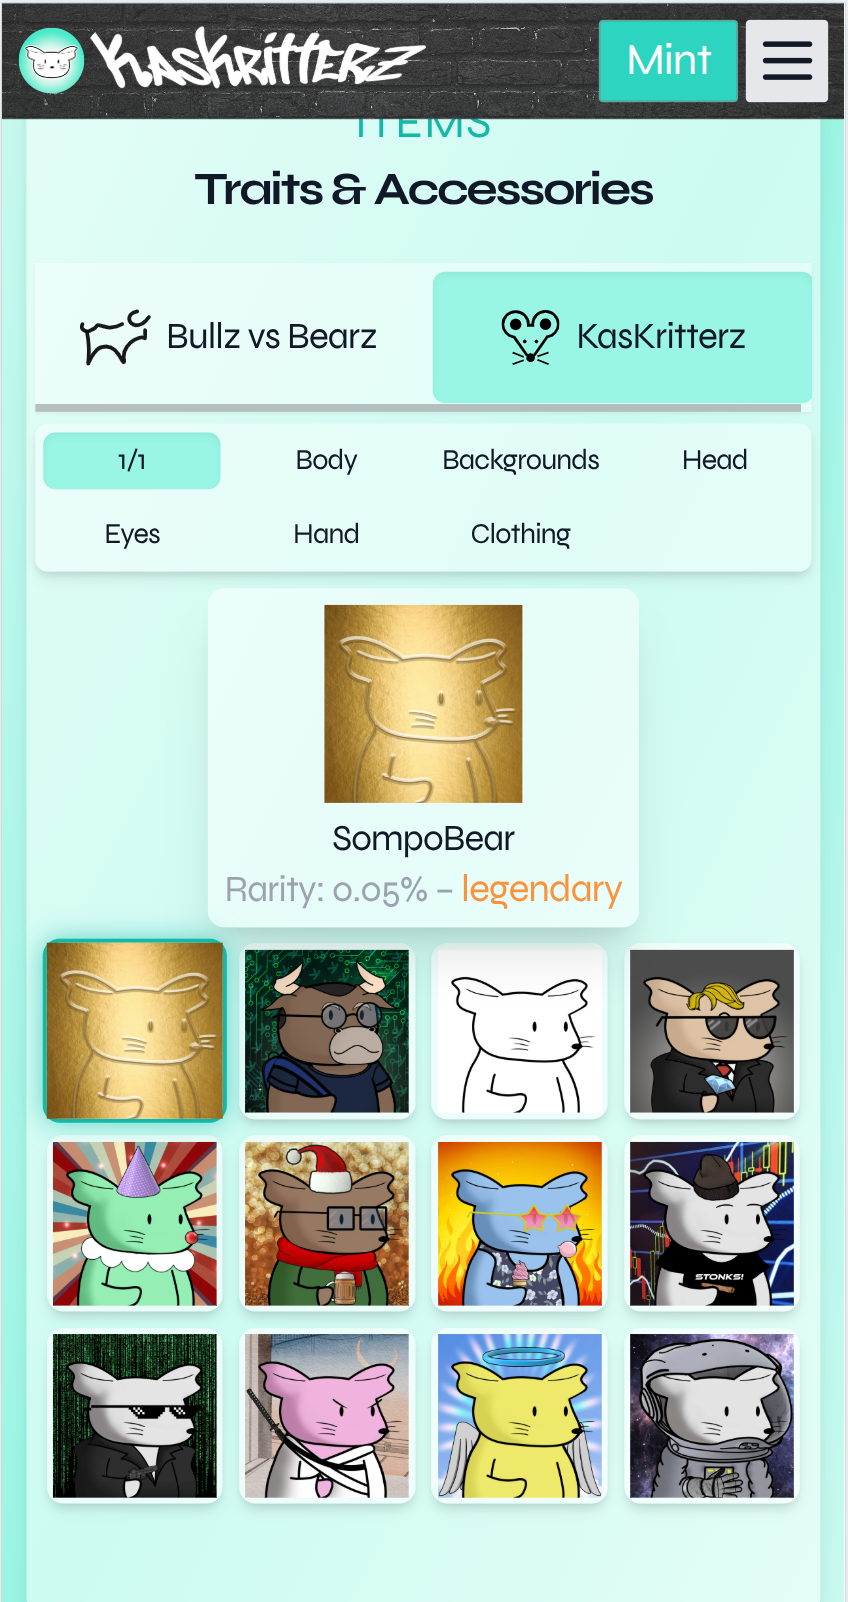 KASKRITTERZ
Mint
ITEMS
Traits & Accessories
Bullz vs Bearz
KasKritterz
1/1
Body
Backgrounds
Head
Eyes
Hand
Clothing
SompoBear
Rarity: 0.05% – legendary
STONKS!